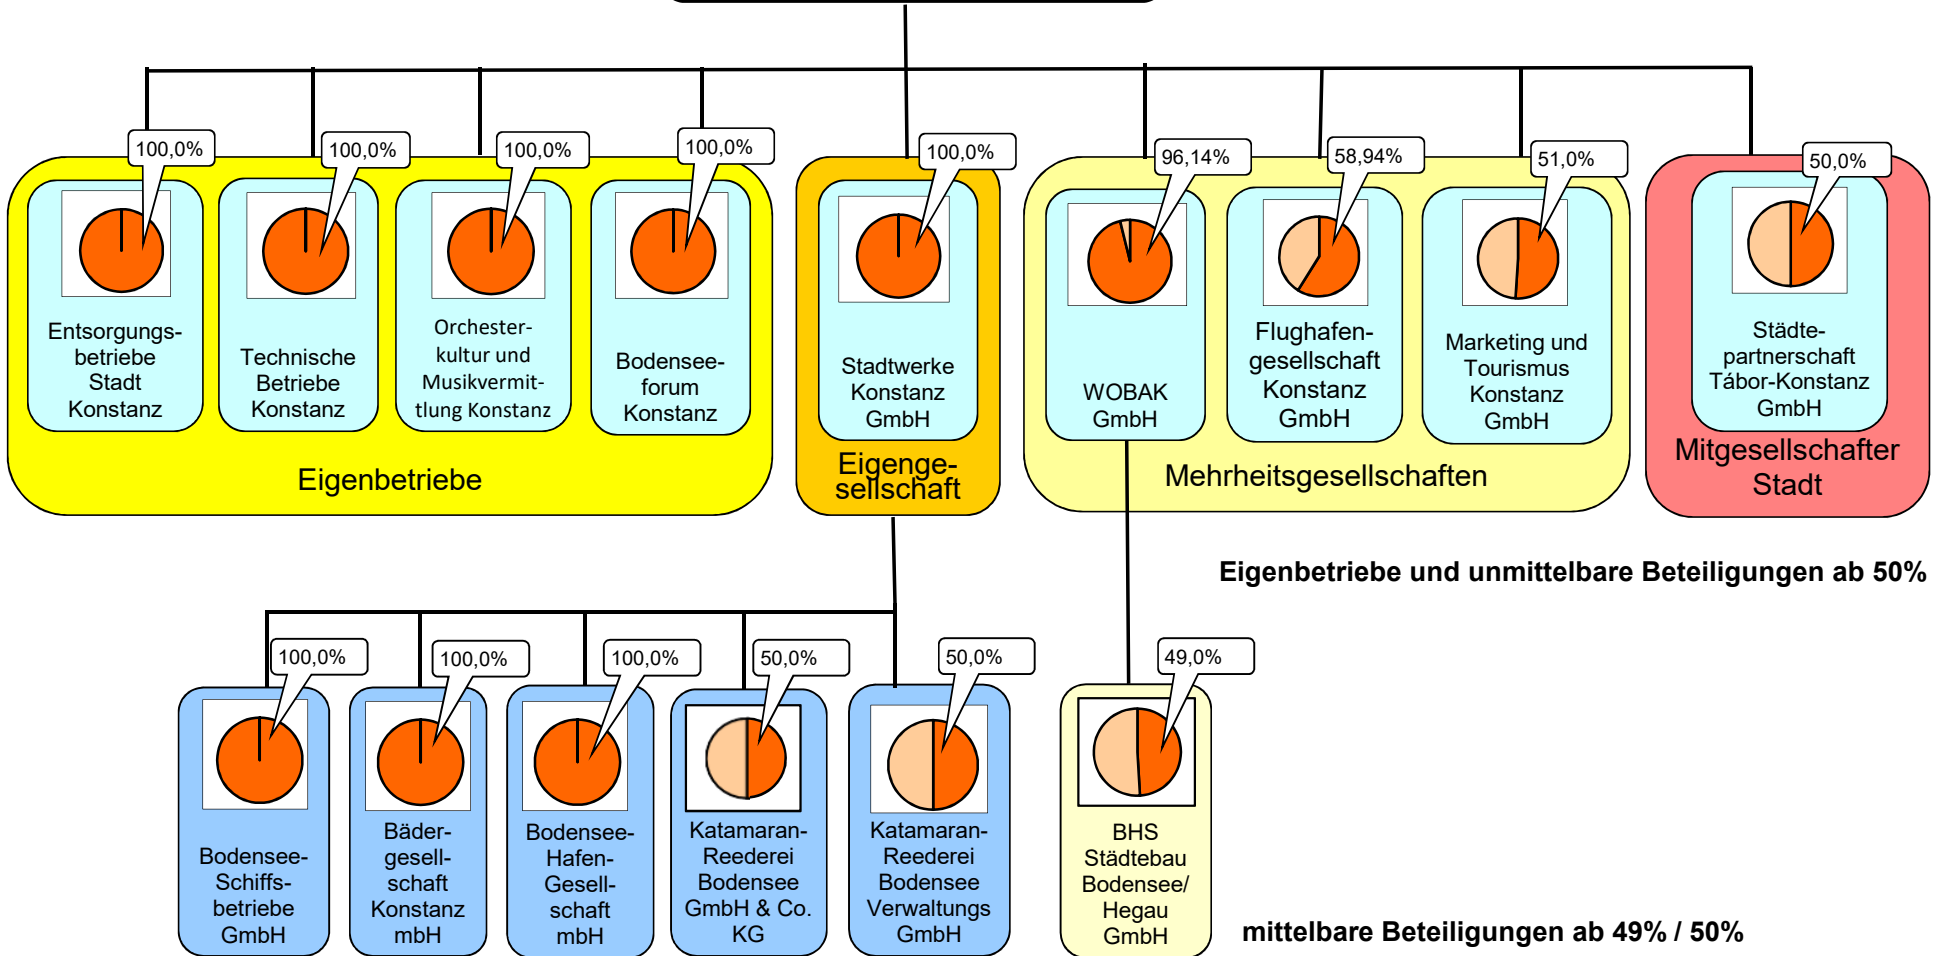 100,0%
100,0%
100,0%
100,0%
100,0%
96,14%
58,94%
51,0%
50,0%
Entsorgungs-
betriebe
Stadt
Konstanz
Technische
Betriebe
Konstanz
Orchester-
kultur und
Musikvermit-
tlung Konstanz
Bodensee-
forum
Konstanz
Eigenbetriebe
Stadtwerke
Konstanz
GmbH
Eigenge-
sellschaft
WOBAK
GmbH
Flughafen-
gesellschaft
Konstanz
GmbH
Marketing und
Tourismus
Konstanz
GmbH
Mehrheitsgesellschaften
Städte-
partnerschaft
Tábor-Konstanz
GmbH
Mitgesellschafter
Stadt
Eigenbetriebe und unmittelbare Beteiligungen ab 50%
100,0%
100,0%
100,0%
50,0%
50,0%
49,0%
Bodensee-
Schiffs-
betriebe
GmbH
Bäder-
gesell-
schaft
Konstanz
mbH
Bodensee-
Hafen-
Gesell-
schaft
mbH
Katamaran-
Reederei
Bodensee
GmbH & Co.
KG
Katamaran-
Reederei
Bodensee
Verwaltungs
GmbH
BHS
Städtebau
Bodensee/
Hegau
GmbH
mittelbare Beteiligungen ab 49% / 50%